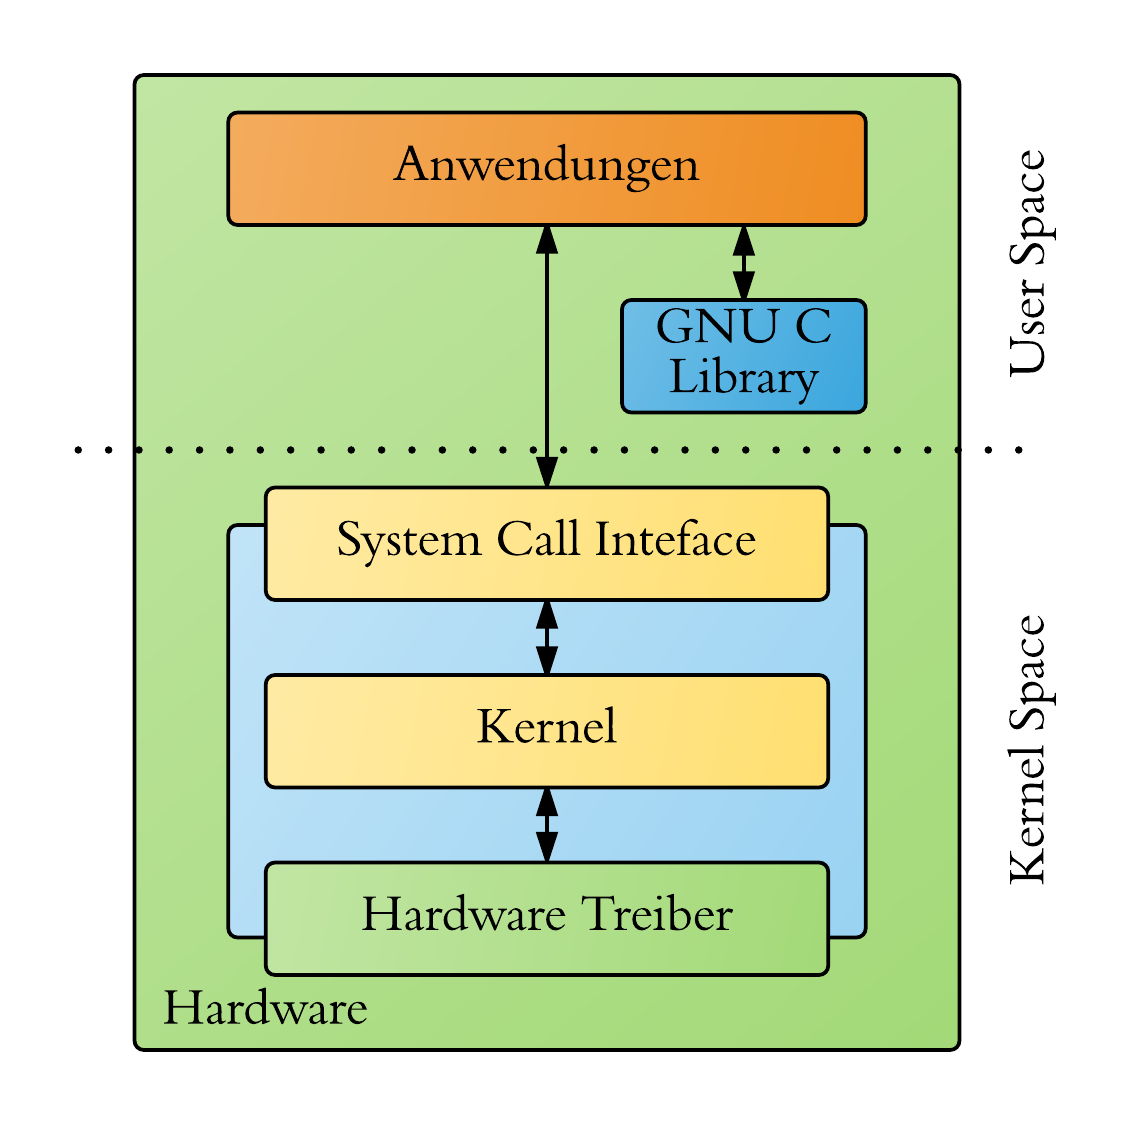 Anwendungen
GNU C
Library
User Space
System Call Inteface
Kernel
Hardware Treiber
Kernel Space
Hardware